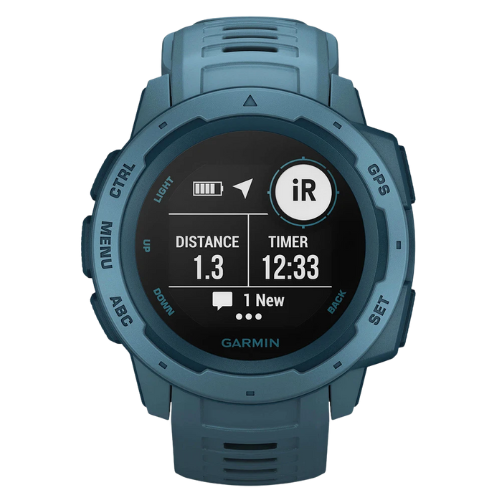 CTRL
GPS
LIGHT
iR
MENU
UP
DISTANCE TIMER
1.3 12:33
1 New
ABC
DOWN
BACK
SET
GARMIN